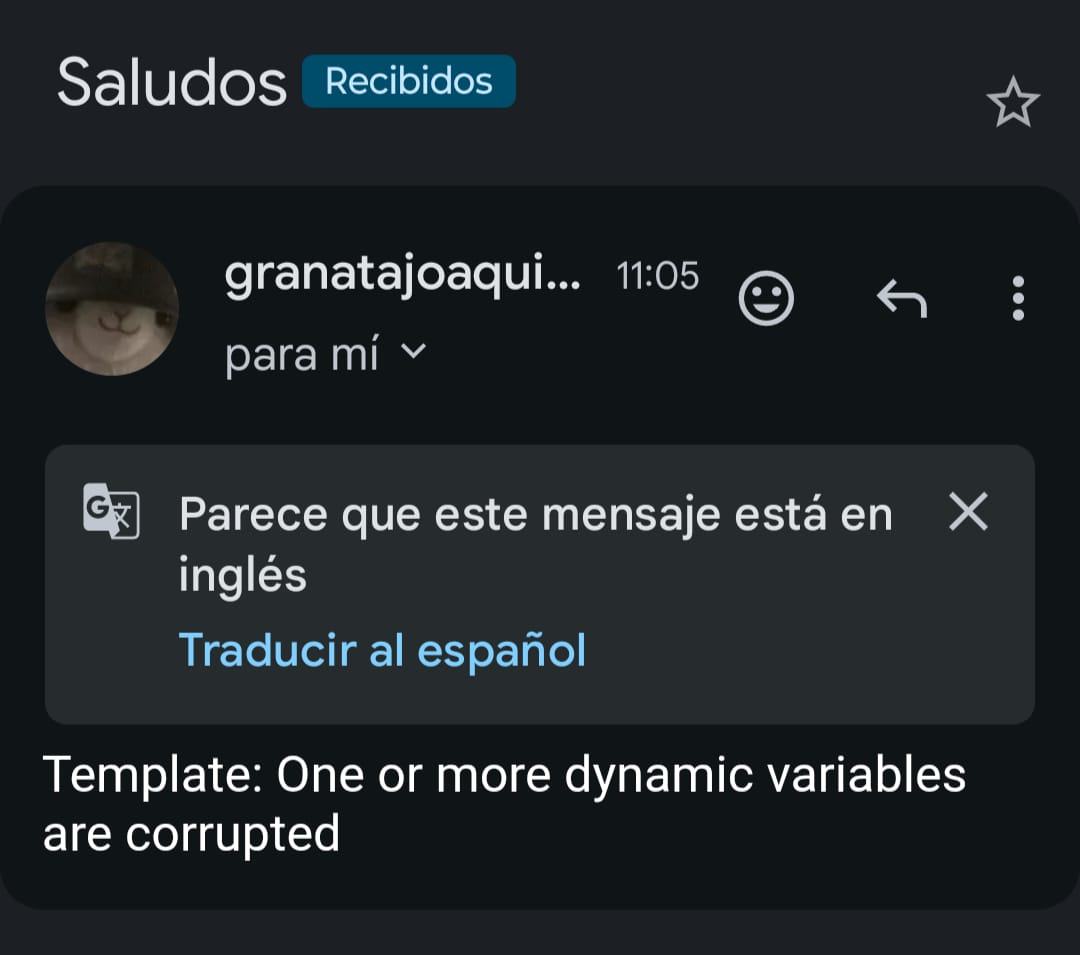 Saludos Recibidos
granatajoaqui... 11:05
para mí
Parece que este mensaje está en
inglés
Traducir al español
Template: One or more dynamic variables
are corrupted